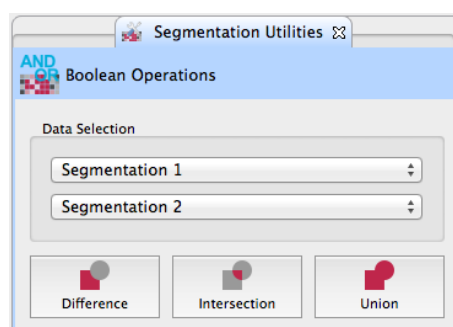 Segmentation Utilities
AND
OR
Boolean Operations
Data Selection
Segmentation 1
Segmentation 2
Difference
Intersection
Union